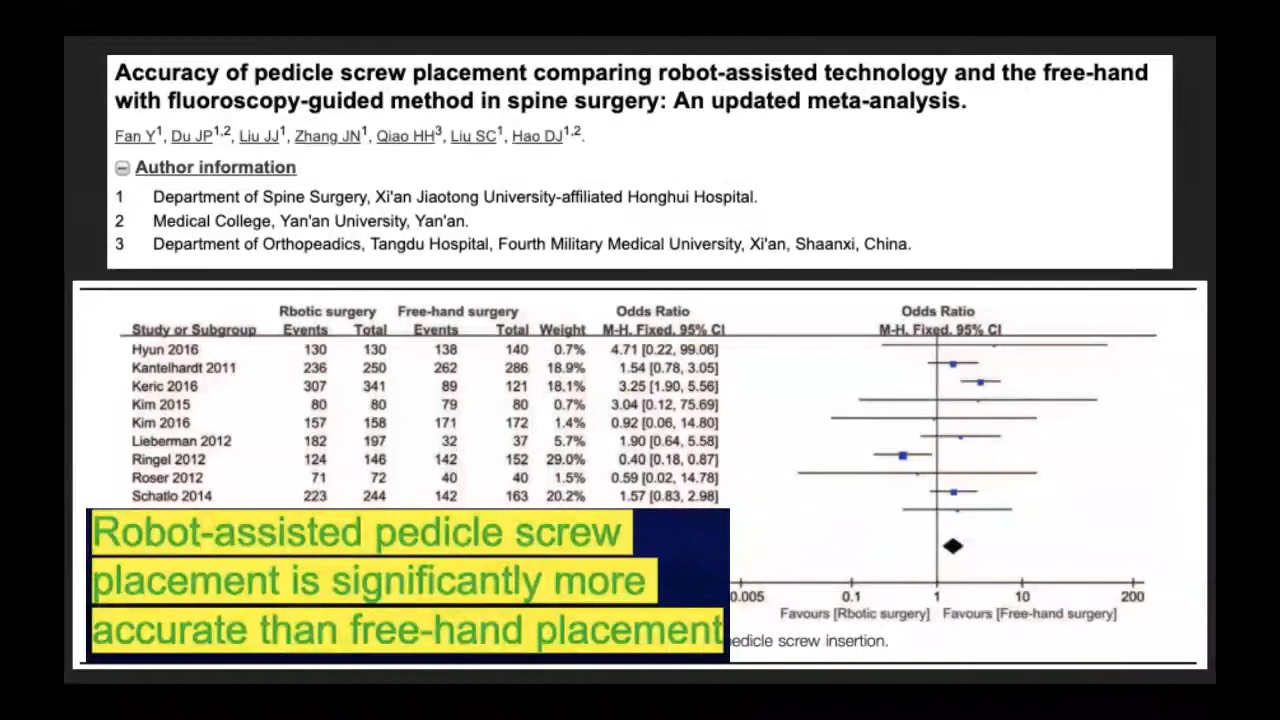 Accuracy of pedicle screw placement comparing robot-assisted technology and the free-hand
with fluoroscopy-guided method in spine surgery: An updated meta-analysis.
Fan Y1, Du JP1,2, Liu JJ1, Zhang JN1, Qiao HH3, Liu SC1, Hao DJ1,2.
Author information
1 Department of Spine Surgery, Xi'an Jiaotong University-affiliated Honghui Hospital.
2 Medical College, Yan'an University, Yan'an.
3 Department of Orthopeadics, Tangdu Hospital, Fourth Military Medical University, Xi'an, Shaanxi, China.
Rbotic surgery Free-hand surgery Odds Ratio Odds Ratio
Study or Subgroup Events Total Events Total Weight M-H. Fixed. 95% CI M-H. Fixed. 95% CI
Hyun 2016 130 130 138 140 0.7% 4.71 [0.22, 99.06]
Kantelhardt 2011 236 250 262 286 18.9% 1.54 [0.78, 3.05]
Keric 2016 307 341 89 121 18.1% 3.25 [1.90, 5.56]
Kim 2015 80 80 79 80 0.7% 3.04 [0.12, 75.69]
Kim 2016 157 158 171 172 1.4% 0.92 [0.06, 14.80]
Lieberman 2012 182 197 32 37 5.7% 1.90 [0.64, 5.58]
Ringel 2012 124 146 142 152 29.0% 0.40 [0.18, 0.87]
Roser 2012 71 72 40 40 1.5% 0.59 [0.02, 14.78]
Schatlo 2014 223 244 142 163 20.2% 1.57 [0.83, 2.98]
Robot-assisted pedicle screw
placement is significantly more
accurate than free-hand placement
0.005 0.1 1 10 200
Favours [Rbotic surgery] Favours [Free-hand surgery]
pedicle screw insertion.